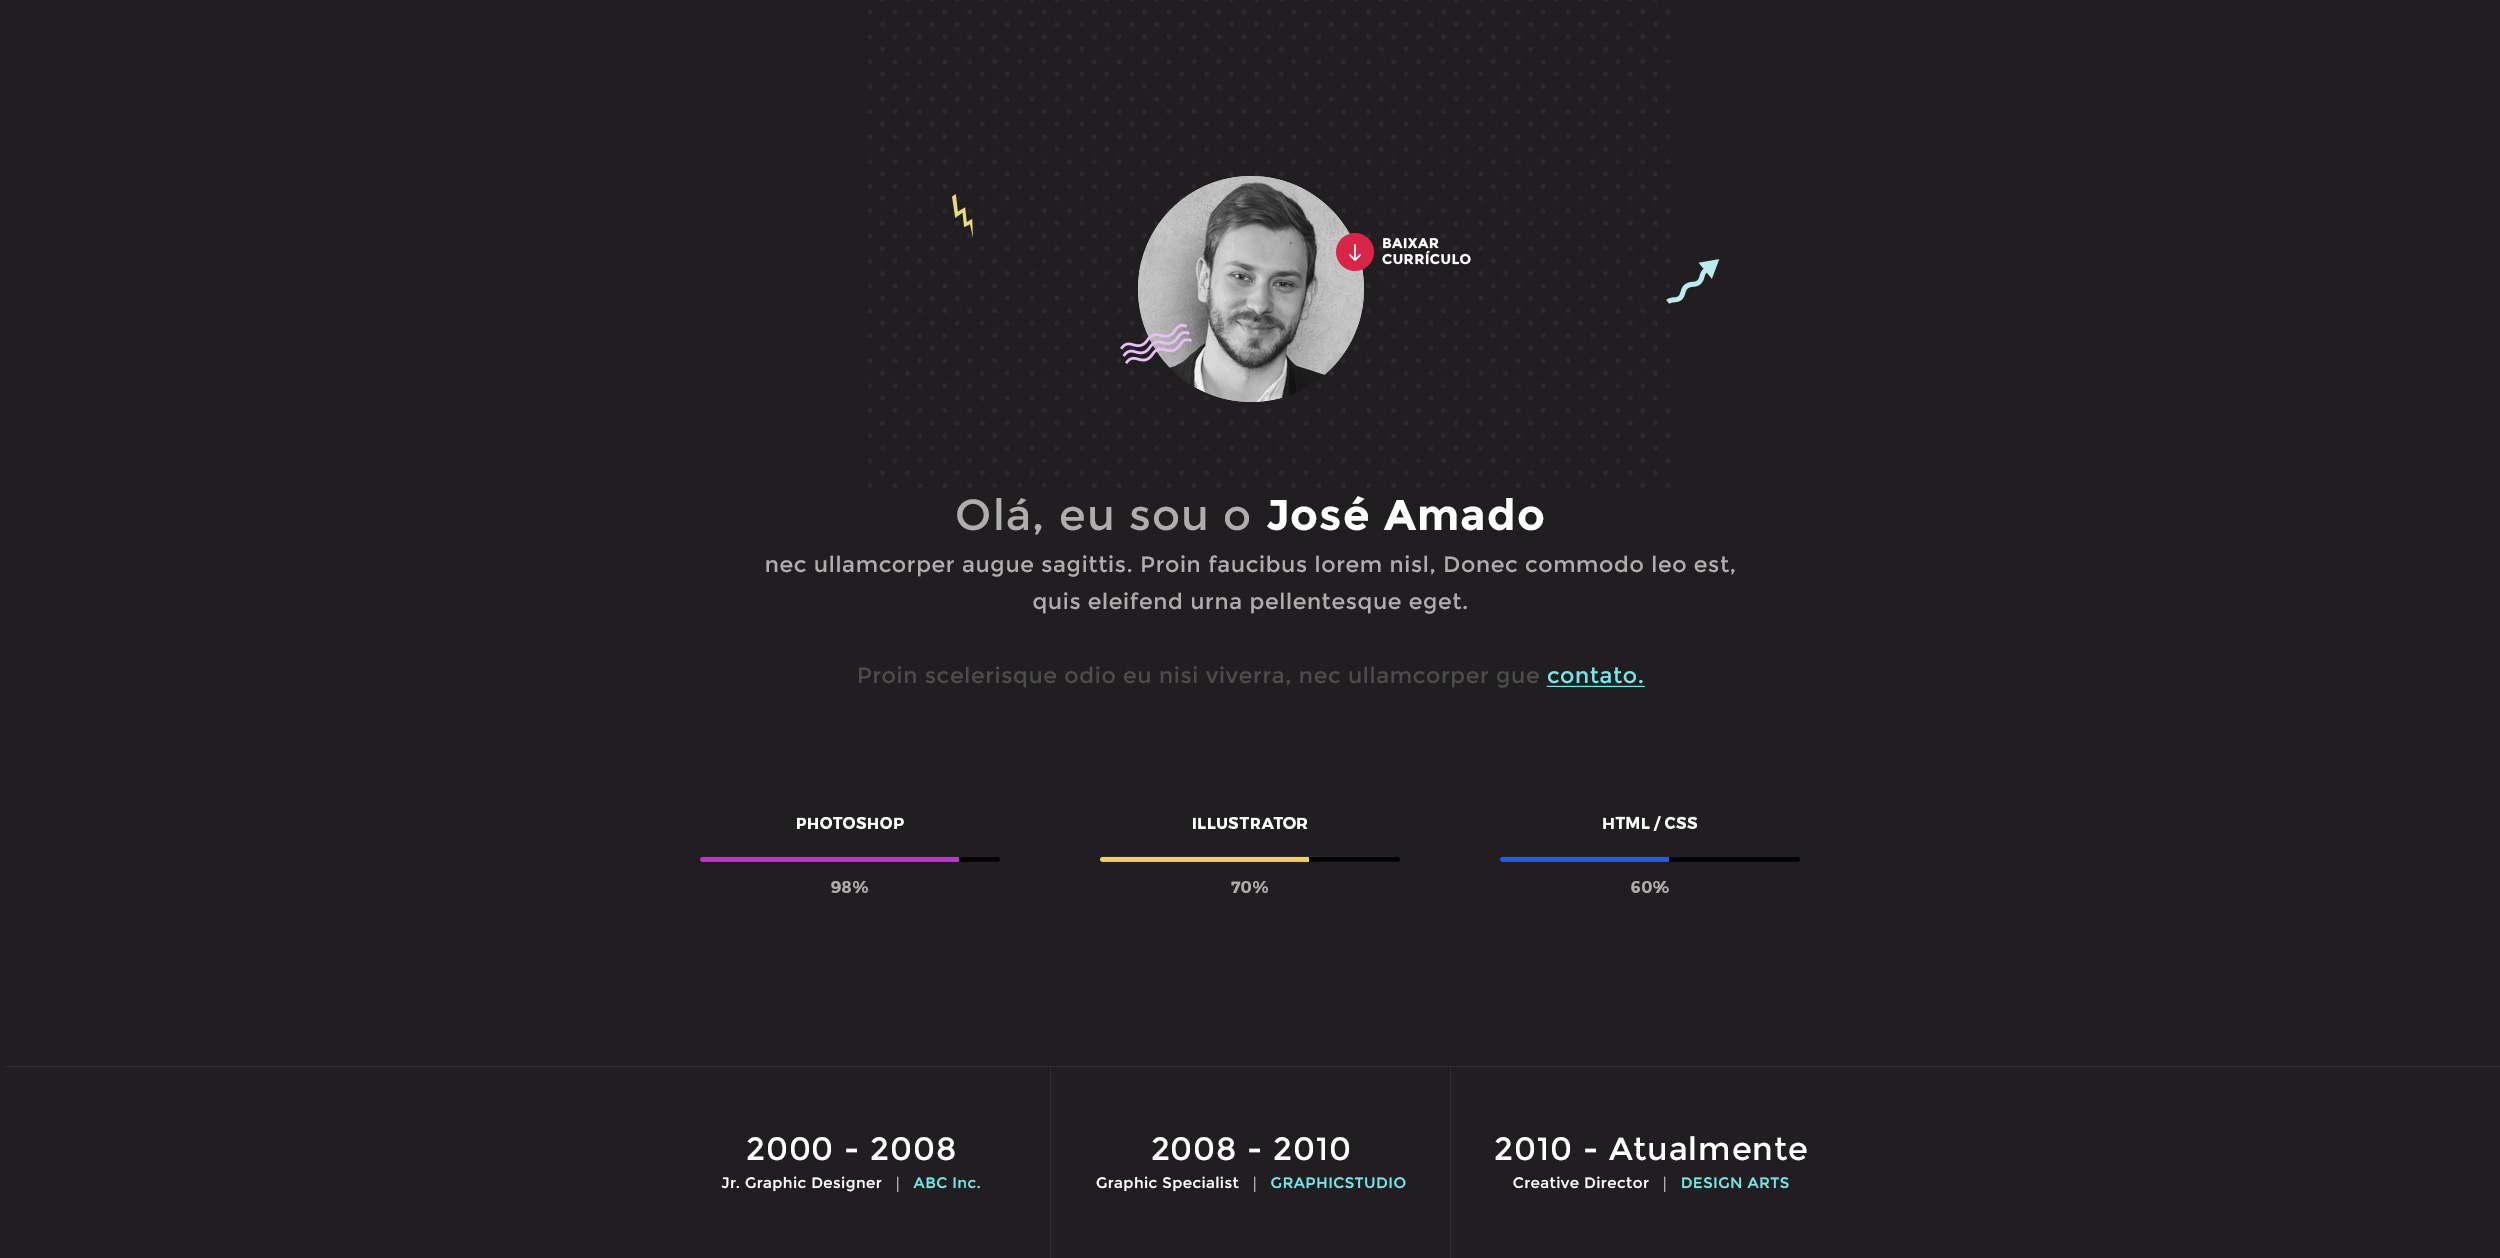 BAIXAR
CURRÍCULO
Olá, eu sou o José Amado
nec ullamcorper augue sagittis. Proin faucibus lorem nisl, Donec commodo leo est,
quis eleifend urna pellentesque eget.
Proin scelerisque odio eu nisi viverra, nec ullamcorper gue contato.
PHOTOSHOP
98%
ILLUSTRATOR
70%
HTML / CSS
60%
2000 - 2008
Jr. Graphic Designer | ABC Inc.
2008 - 2010
Graphic Specialist | GRAPHICSTUDIO
2010 - Atualmente
Creative Director | DESIGN ARTS